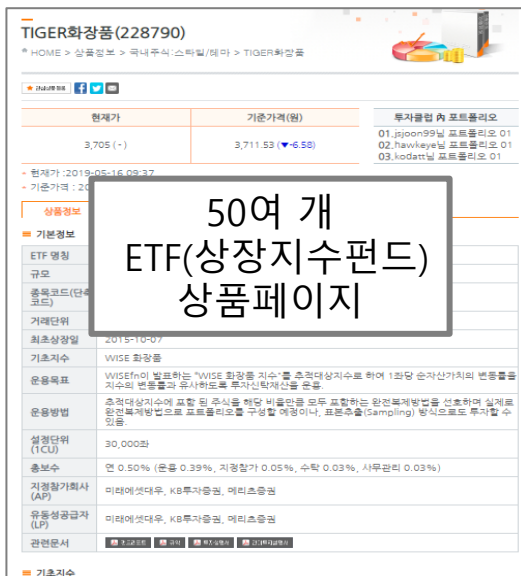 TIGER화장품(228790)
HOME > 상품정보 > 국내주식:스타일/테마 > TIGER화장품
현재가 기준가격(원) 투자클럽 內 포트폴리오
3,705 ( - ) 3,711.53 (▼-6.58)
01.jsjoon99님 포트폴리오 01
02.hawkeye님 포트폴리오 01
03.kodatt님 포트폴리오 01
현재가 :2019-05-16 09:37
기준가격 : 20
50여 개
ETF(상장지수펀드)
상품페이지
상품정보
기본정보
ETF 명칭
규모
종목코드(단축코드)
거래단위
최초상장일 2015-10-07
기초지수 WISE 화장품
운용목표 WISEfn이 발표하는 "WISE 화장품 지수"를 추적대상지수로 하여 1좌당 순자산가치의 변동률을
지수의 변동률과 유사하도록 투자신탁재산을 운용.
운용방법 추적대상지수에 포함 된 주식을 해당 비율만큼 모두 포함하는 완전복제방법을 선호하며 실제로
완전복제방법으로 포트폴리오를 구성할 예정이나, 표본추출(Sampling) 방식으로도 투자할 수
있음.
설정단위
(1CU) 30,000좌
총보수 연 0.50% (운용 0.39%, 지정참가 0.05%, 수탁 0.03%, 사무관리 0.03%)
지정참가회사
(AP) 미래에셋대우, KB투자증권, 메리츠증권
유동성공급자
(LP) 미래에셋대우, KB투자증권, 메리츠증권
관련문서 규약 투자설명서 간이투자설명서
기초지수